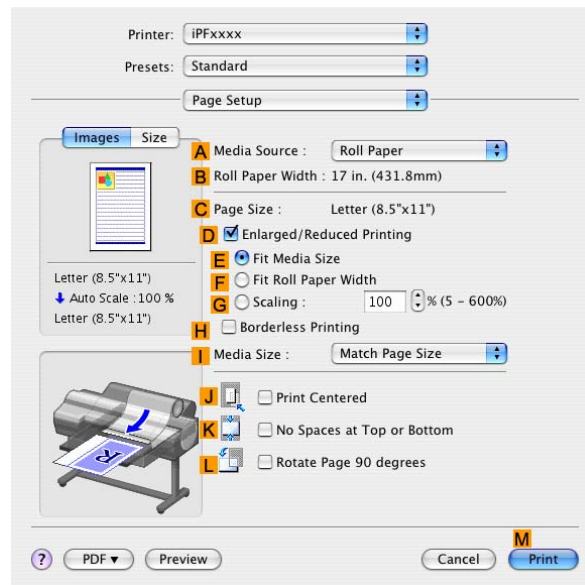 Printer: iPFxxxx
Presets: Standard
Page Setup
Images Size
A Media Source : Roll Paper
B Roll Paper Width : 17 in. (431.8mm)
C Page Size : Letter (8.5"x11")
D Enlarged/Reduced Printing
E Fit Media Size
F Fit Roll Paper Width
G Scaling : 100 % (5 - 600%)
H Borderless Printing
I Media Size : Match Page Size
Letter (8.5"x11")
Auto Scale :100 %
Letter (8.5"x11")
J Print Centered
K No Spaces at Top or Bottom
L Rotate Page 90 degrees
R
M
? PDF Preview Cancel Print